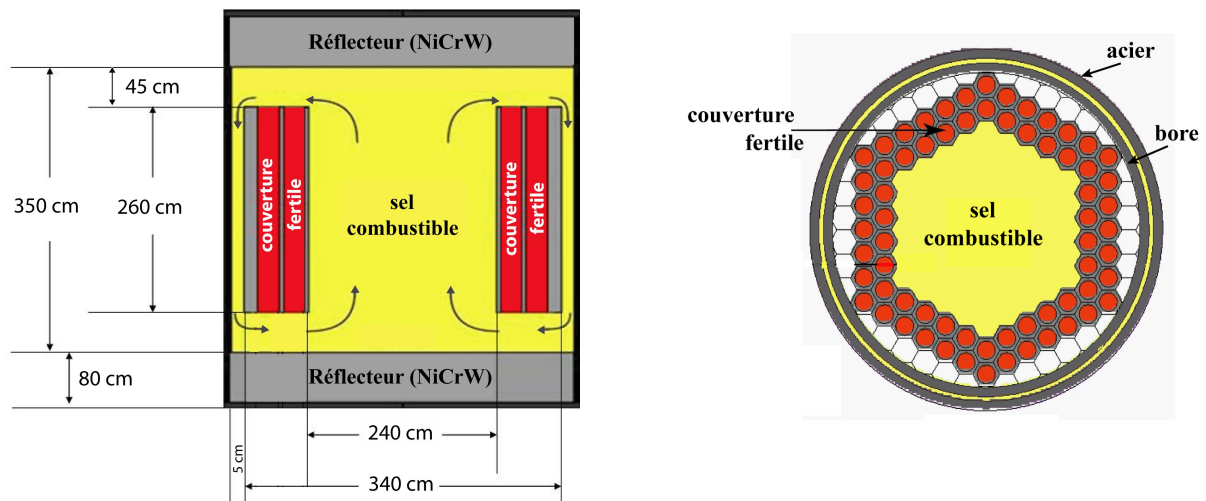 Réflecteur (NiCrW)
45 cm
350 cm
260 cm
couverture
fertile
sel
combustible
couverture
fertile
80 cm
Réflecteur (NiCrW)
240 cm
5 cm
340 cm
acier
couverture
fertile
bore
sel
combustible